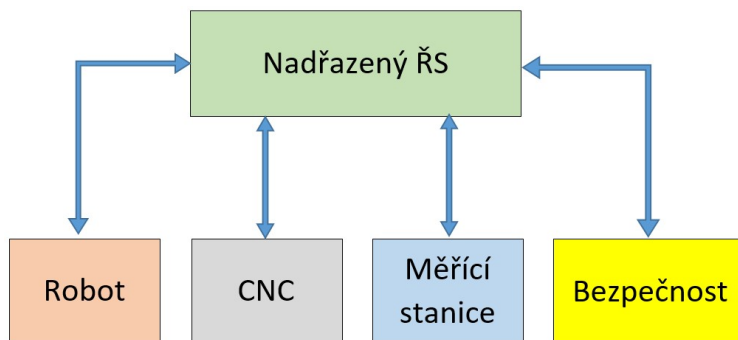 Nadřazený ŘS
Robot
CNC
Měřící
stanice
Bezpečnost